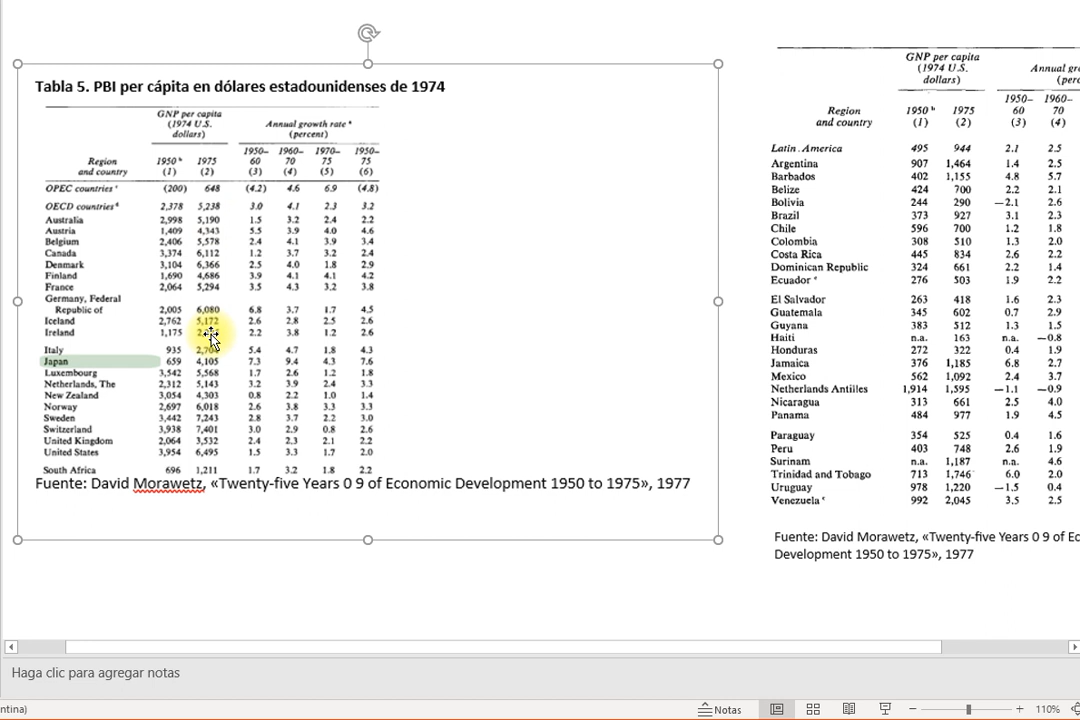 Tabla 5. PBI per cápita en dólares estadounidenses de 1974
GNP per capita
(1974 U.S.
dollars)
Annual growth rate ᵃ
(percent)
1950– 1960– 1970– 1950–
Region 1950 ᵇ 1975 60 70 75 75
and country (1) (2) (3) (4) (5) (6)
OPEC countries ᶜ (200) 648 (4.2) 4.6 6.9 (4.8)
OECD countries ᵈ 2,378 5,238 3.0 4.1 2.3 3.2
Australia 2,998 5,190 1.5 3.2 2.4 2.2
Austria 1,409 4,343 5.5 3.9 4.0 4.6
Belgium 2,406 5,578 2.4 4.1 3.9 3.4
Canada 3,374 6,112 1.2 3.7 3.2 2.4
Denmark 3,104 6,366 2.5 4.0 1.8 2.9
Finland 1,690 4,686 3.9 4.1 4.1 4.2
France 2,064 5,294 3.5 4.3 3.2 3.8
Germany, Federal
Republic of 2,005 6,080 6.8 3.7 1.7 4.5
Iceland 2,762 5,172 2.6 2.8 2.5 2.6
Ireland 1,175 2.2 3.8 1.2 2.6
Italy 935 5.4 4.7 1.8 4.3
Japan 659 4,105 7.3 9.4 4.3 7.6
Luxembourg 3,542 5,568 1.7 2.6 1.2 1.8
Netherlands, The 2,312 5,143 3.2 3.9 2.4 3.3
New Zealand 3,054 4,303 0.8 2.2 1.0 1.4
Norway 2,697 6,018 2.6 3.8 3.3 3.3
Sweden 3,442 7,243 2.8 3.7 2.2 3.0
Switzerland 3,938 7,401 3.0 2.9 0.8 2.6
United Kingdom 2,064 3,532 2.4 2.3 2.1 2.2
United States 3,954 6,495 1.5 3.3 1.7 2.0
South Africa 696 1,211 1.7 3.2 1.8 2.2
Fuente: David Morawetz, «Twenty-five Years 0 9 of Economic Development 1950 to 1975», 1977
GNP per capita
(1974 U.S.
dollars)
Annual gro
(perc
1950– 1960–
Region 1950 ᵇ 1975 60 70
and country (1) (2) (3) (4)
Latin America 495 944 2.1 2.5
Argentina 907 1,464 1.4 2.5
Barbados 402 1,155 4.8 5.7
Belize 424 700 2.2 2.1
Bolivia 244 290 —2.1 2.6
Brazil 373 927 3.1 2.3
Chile 596 700 1.2 1.8
Colombia 308 510 1.3 2.0
Costa Rica 445 834 2.6 2.2
Dominican Republic 324 661 2.2 1.4
Ecuador ᵉ 276 503 1.9 2.2
El Salvador 263 418 1.6 2.3
Guatemala 345 602 0.7 2.9
Guyana 383 512 1.3 1.5
Haiti n.a. 163 n.a. —0.8
Honduras 272 322 0.4 1.9
Jamaica 376 1,185 6.8 2.7
Mexico 562 1,092 2.4 3.7
Netherlands Antilles 1,914 1,595 —1.1 —0.9
Nicaragua 313 661 2.5 4.0
Panama 484 977 1.9 4.5
Paraguay 354 525 0.4 1.6
Peru 403 748 2.6 1.9
Surinam n.a. 1,187 n.a. 4.6
Trinidad and Tobago 713 1,746 6.0 2.0
Uruguay 978 1,220 —1.5 0.4
Venezuela ᵉ 992 2,045 3.5 2.5
Fuente: David Morawetz, «Twenty-five Years 0 9 of Ec
Development 1950 to 1975», 1977
Haga clic para agregar notas
ntina)
Notas
110%